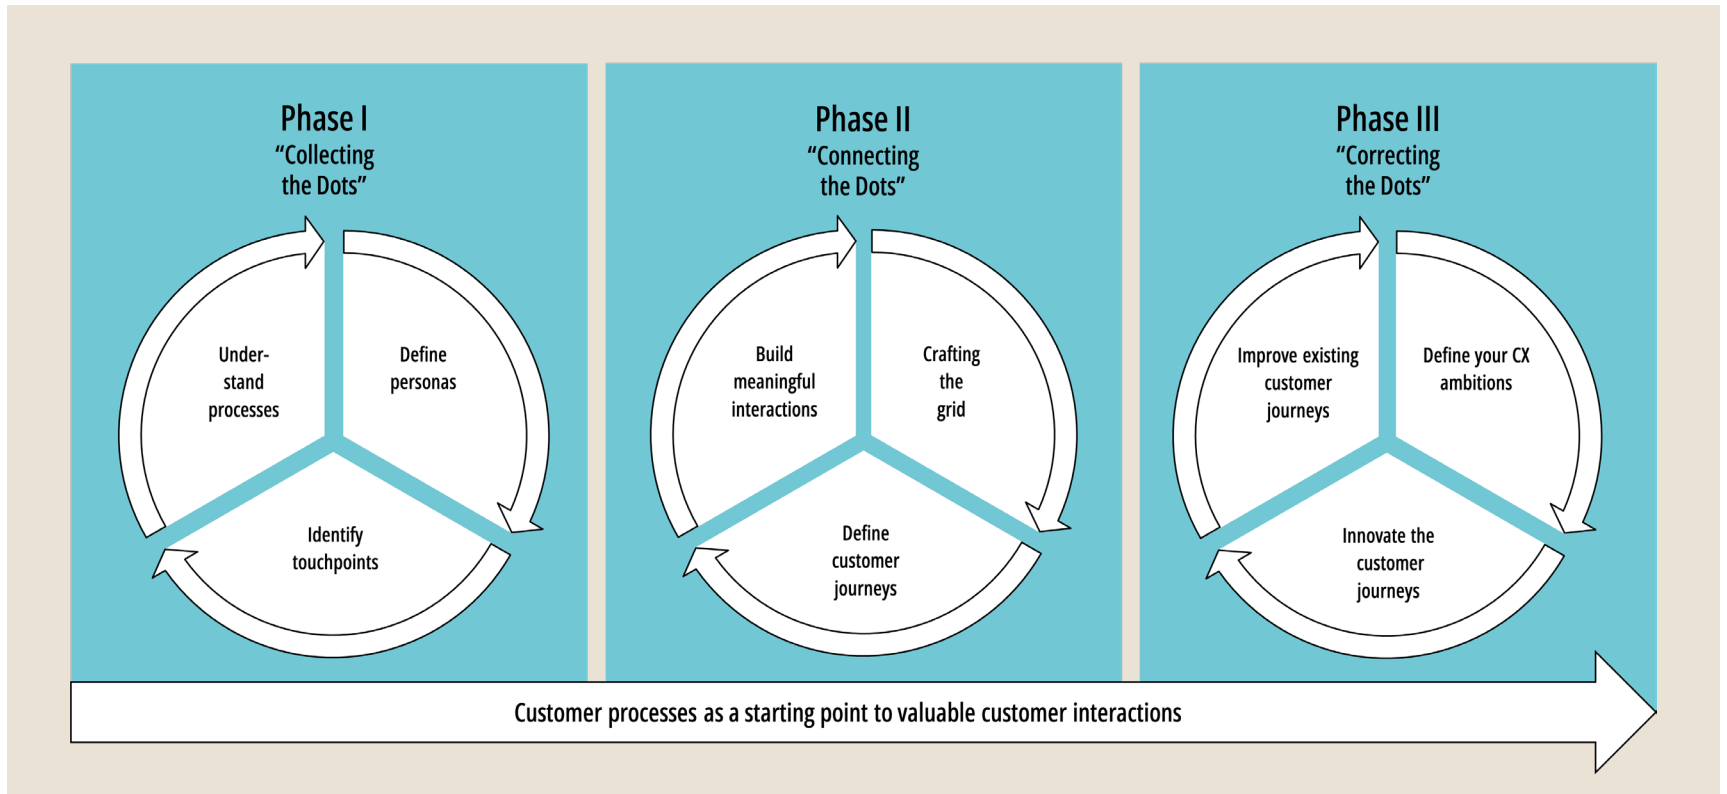 Phase I
“Collecting
the Dots”
Under-
stand
processes
Define
personas
Identify
touchpoints
Phase II
“Connecting
the Dots”
Build
meaningful
interactions
Crafting
the
grid
Define
customer
journeys
Phase III
“Correcting
the Dots”
Improve existing
customer
journeys
Define your CX
ambitions
Innovate the
customer
journeys
Customer processes as a starting point to valuable customer interactions